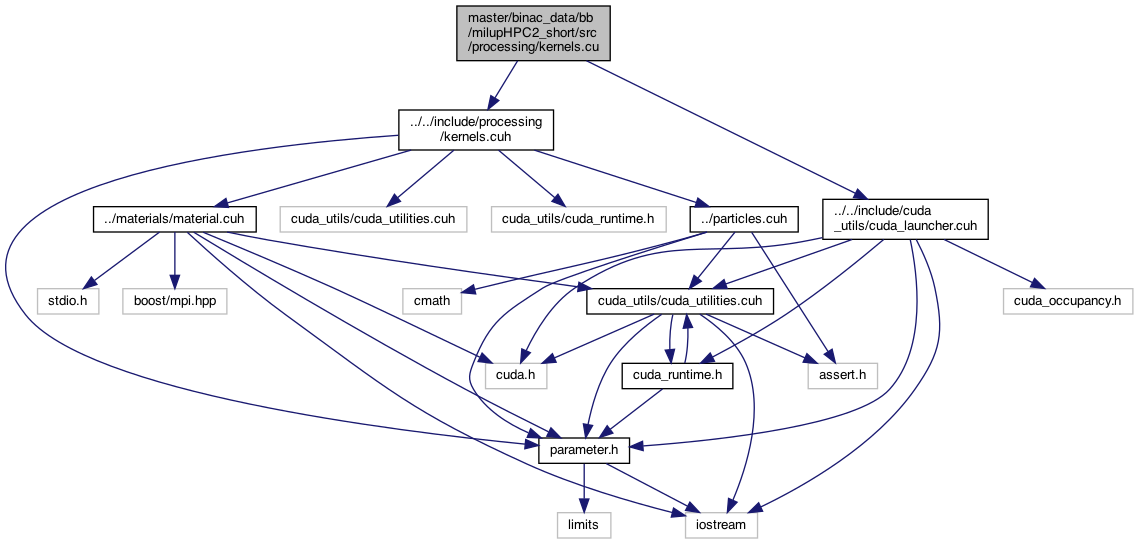 master/binac_data/bb
/milupHPC2_short/src
/processing/kernels.cu
../../include/processing
/kernels.cuh
../materials/material.cuh
cuda_utils/cuda_utilities.cuh
cuda_utils/cuda_runtime.h
../particles.cuh
../../include/cuda
_utils/cuda_launcher.cuh
stdio.h
boost/mpi.hpp
cmath
cuda_utils/cuda_utilities.cuh
cuda_occupancy.h
cuda.h
cuda_runtime.h
assert.h
parameter.h
limits
iostream